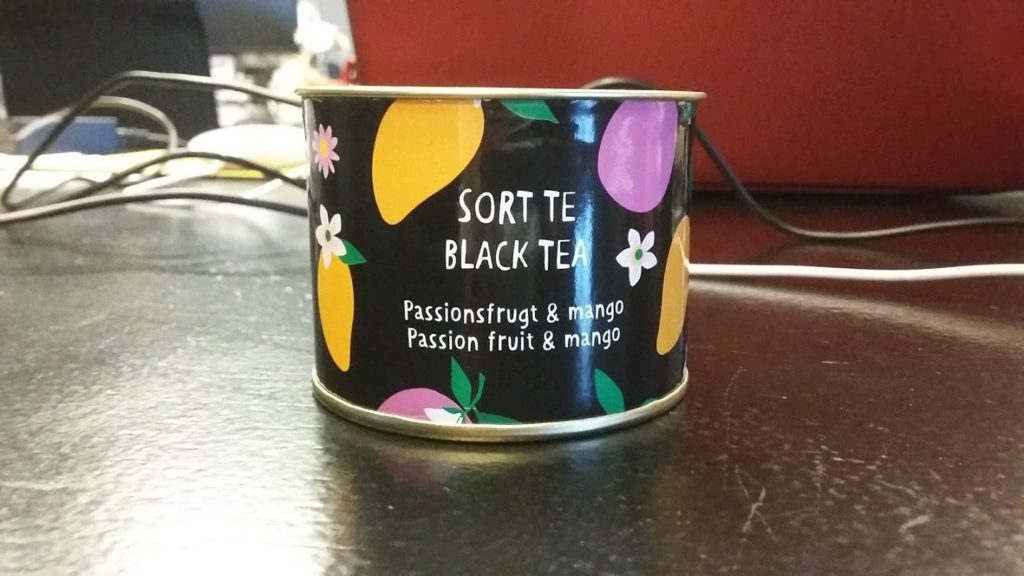 SORT TE
BLACK TEA
Passionsfrugt & mango
Passion fruit & mango